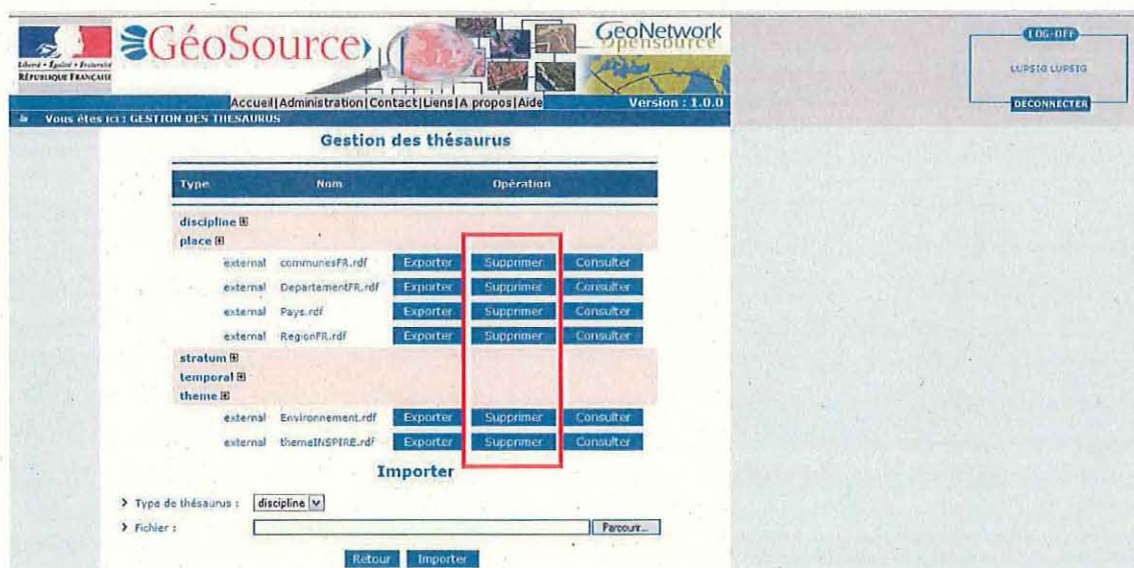 GéoSource
GeoNetwork
Opensource
Liberté • Égalité • Fraternité
RÉPUBLIQUE FRANÇAISE
Accueil|Administration|Contact|Liens|A propos|Aide
Version : 1.0.0
LOG-OFF
LUPSIG LUPSIG
DECONNECTER
Vous êtes ici : GESTION DES THESAURUS
Gestion des thésaurus
Type Nom Opération
discipline
place
external communesFR.rdf Exporter Supprimer Consulter
external DepartementFR.rdf Exporter Supprimer Consulter
external Pays.rdf Exporter Supprimer Consulter
external RegionFR.rdf Exporter Supprimer Consulter
stratum
temporal
theme
external Environnement.rdf Exporter Supprimer Consulter
external themeINSPIRE.rdf Exporter Supprimer Consulter
Importer
Type de thésaurus : discipline
Fichier : Parcourir...
Retour Importer